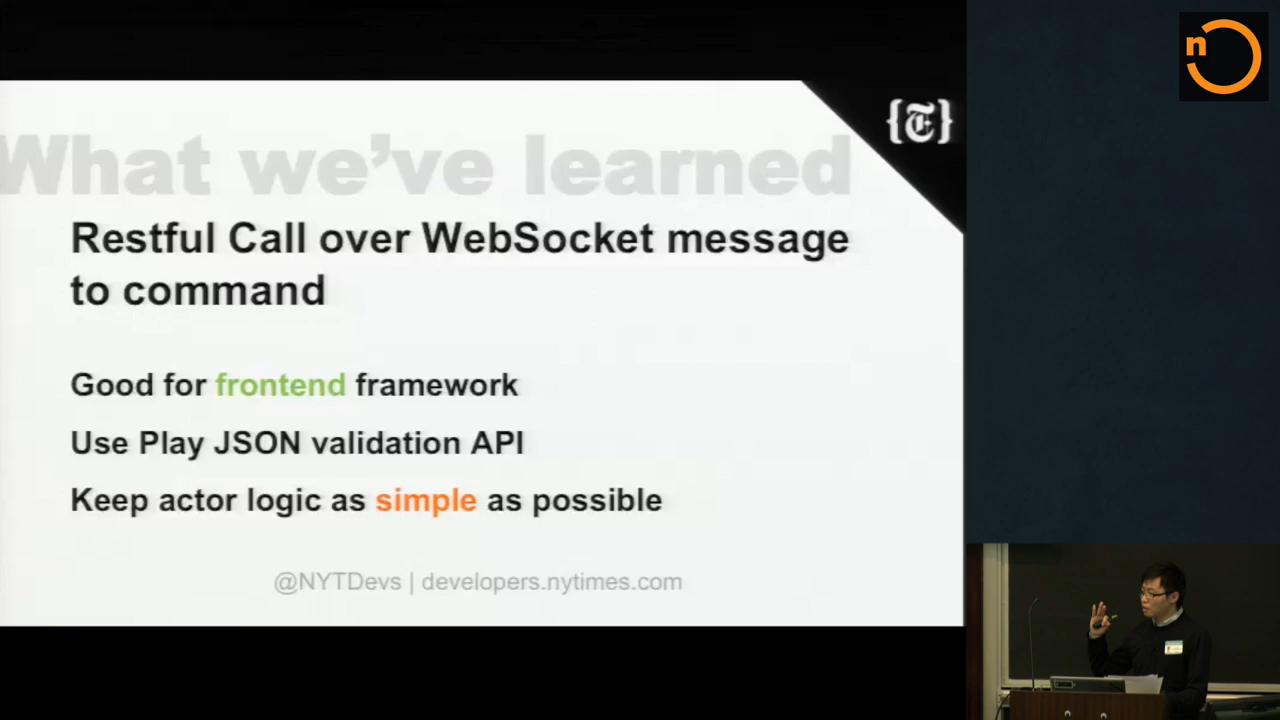 What we've learned
{T}
Restful Call over WebSocket message
to command
Good for frontend framework
Use Play JSON validation API
Keep actor logic as simple as possible
@NYTDevs | developers.nytimes.com
n